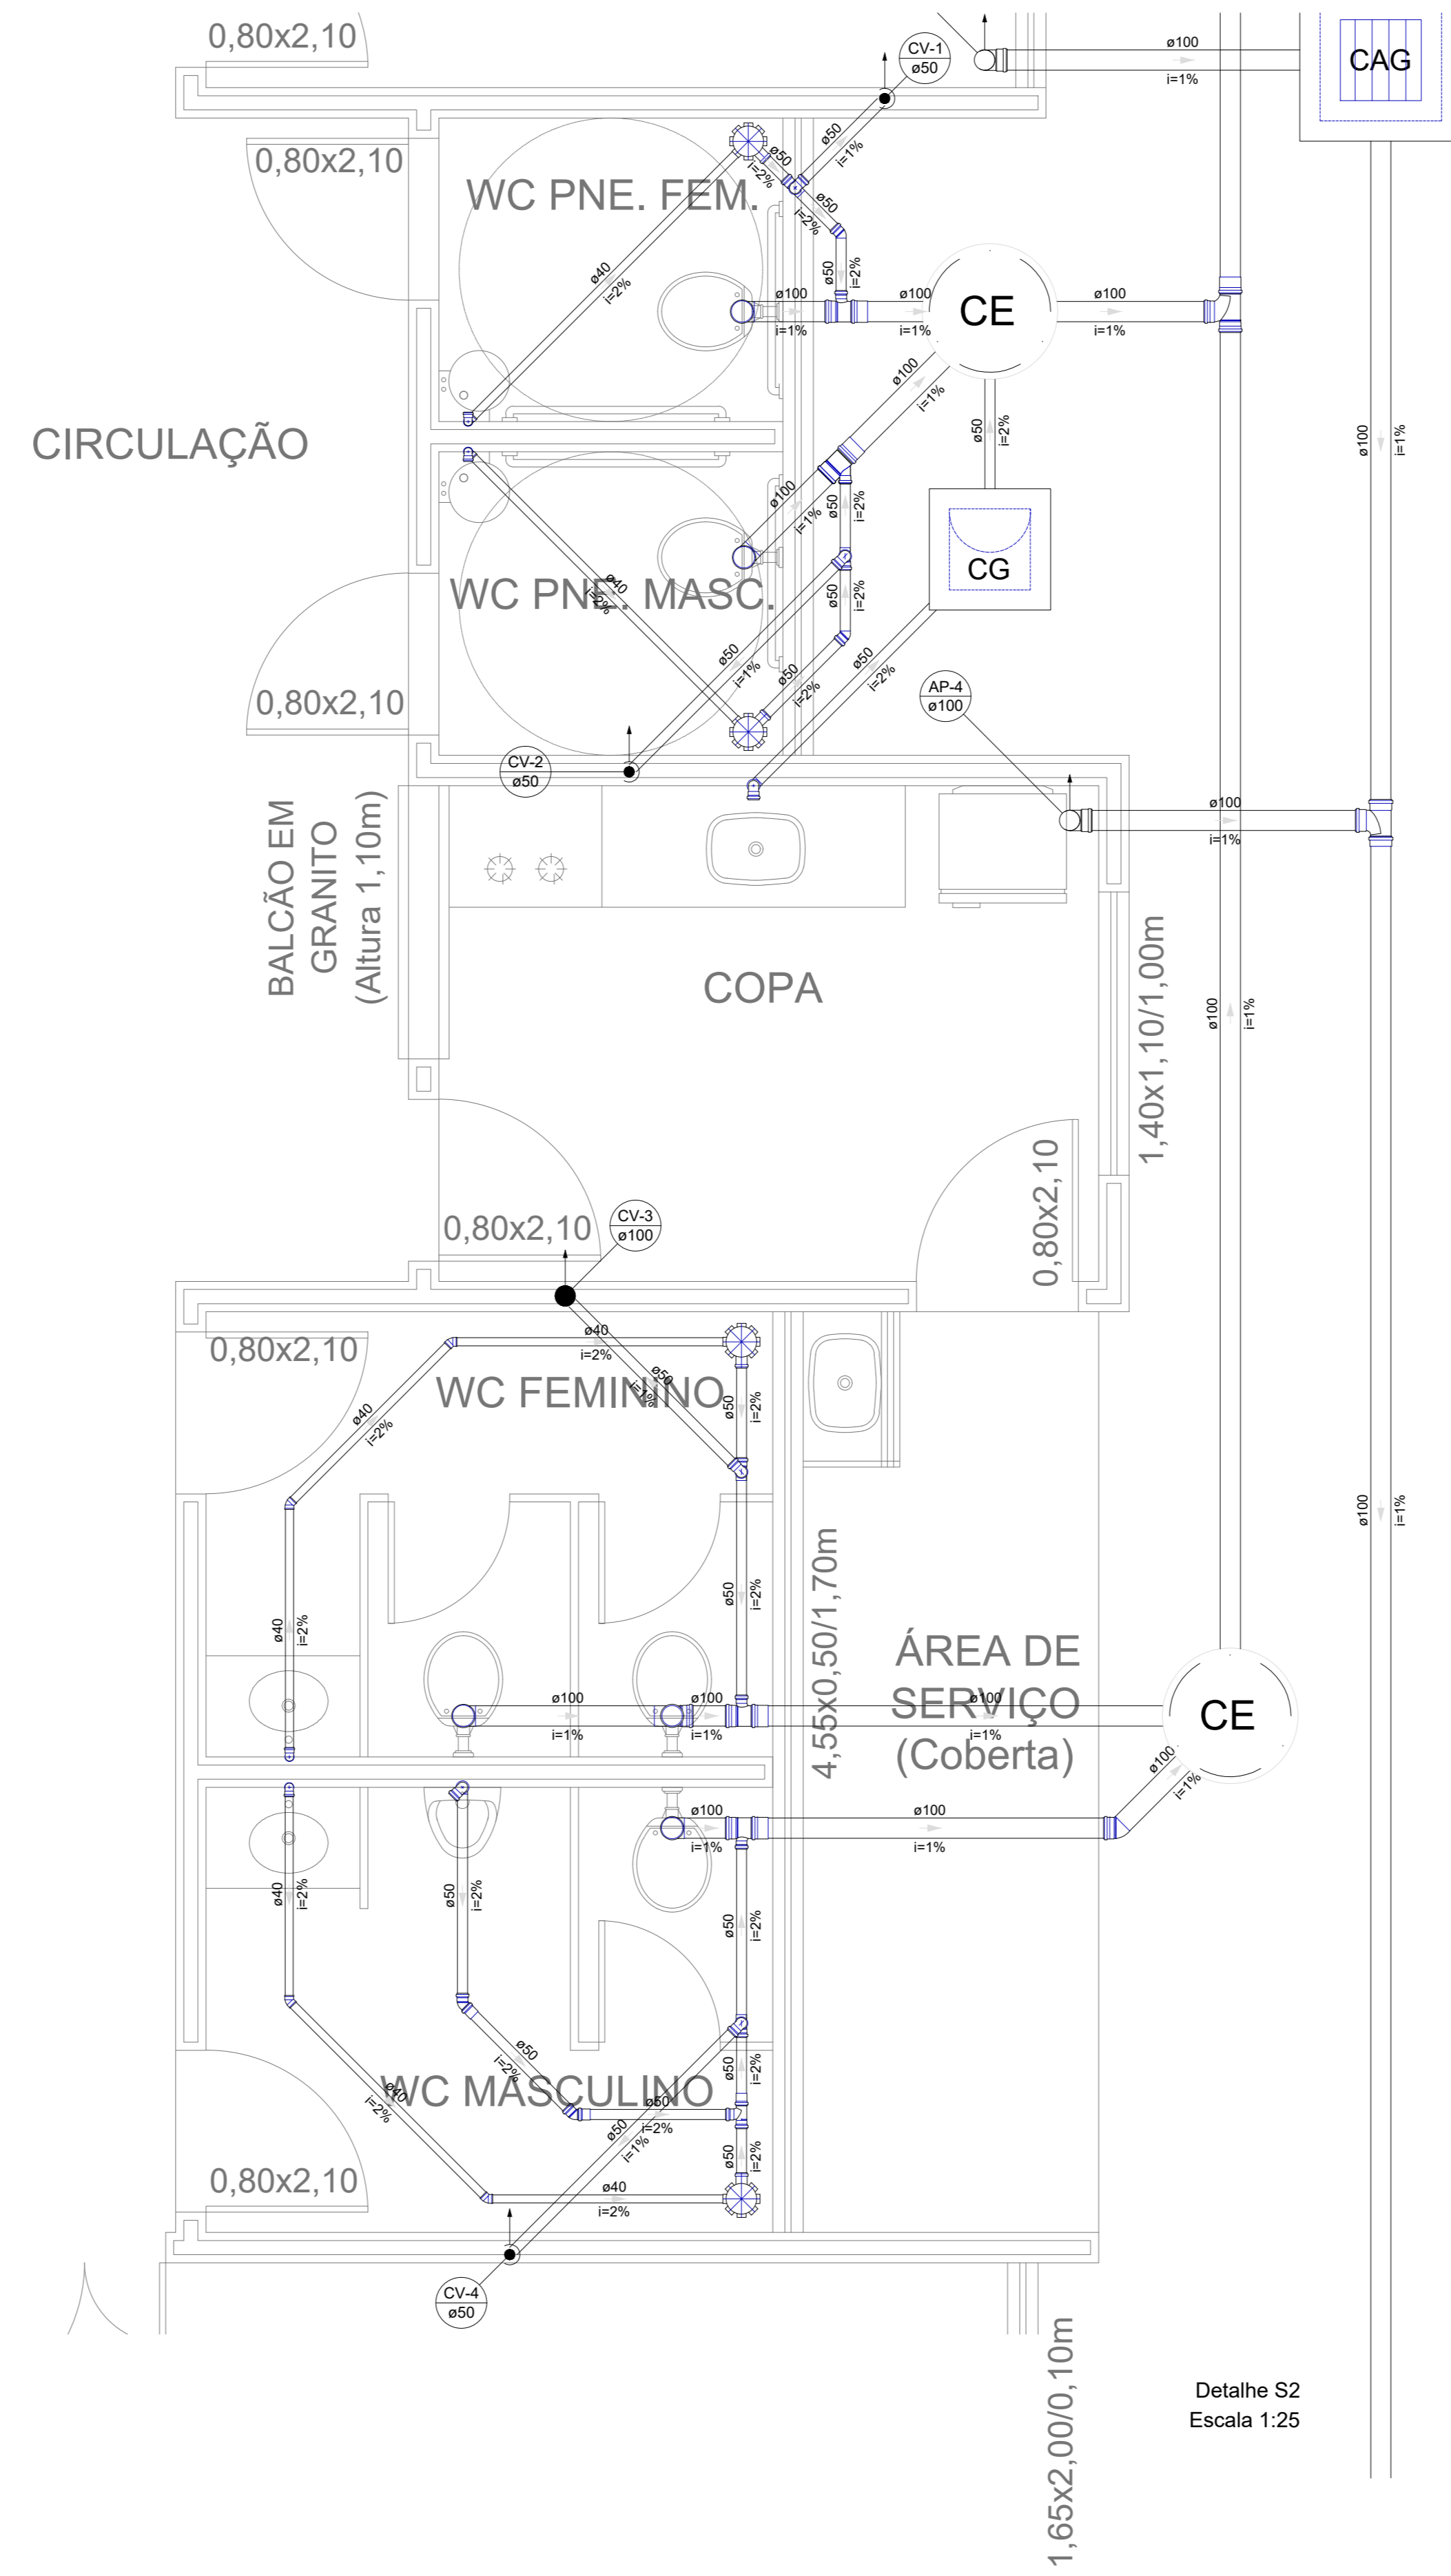 0,80x2,10
CV-1
ø50
ø100
i=1%
CAG
0,80x2,10
WC PNE. FEM.
ø50
i=2%
ø50
i=1%
ø50
i=2%
ø40
i=2%
ø50
i=2%
ø100
i=1%
ø100
i=1%
CE
ø100
i=1%
ø100
i=1%
CIRCULAÇÃO
ø50
i=2%
ø100
i=1%
ø100
i=1%
ø50
i=2%
CG
WC PNE. MASC.
ø40
i=2%
ø50
i=2%
ø50
i=1%
ø50
i=2%
ø50
i=2%
0,80x2,10
AP-4
ø100
CV-2
ø50
ø100
i=1%
BALCÃO EM
GRANITO
(Altura 1,10m)
COPA
1,40x1,10/1,00m
ø100
i=1%
0,80x2,10
0,80x2,10
CV-3
ø100
0,80x2,10
ø40
i=2%
WC FEMININO
ø50
i=1%
ø50
i=2%
ø40
i=2%
ø100
i=1%
4,55x0,50/1,70m
ø50
i=2%
ø40
i=2%
ÁREA DE
SERVIÇO
(Coberta)
ø100
i=1%
ø100
i=1%
ø100
i=1%
CE
ø100
i=1%
ø100
i=1%
ø100
i=1%
ø40
i=2%
ø50
i=2%
ø50
i=2%
WC MASCULINO
ø50
i=2%
ø40
i=2%
ø50
i=2%
ø50
i=1%
ø50
i=2%
ø50
i=2%
0,80x2,10
ø40
i=2%
CV-4
ø50
1,65x2,00/0,10m
Detalhe S2
Escala 1:25